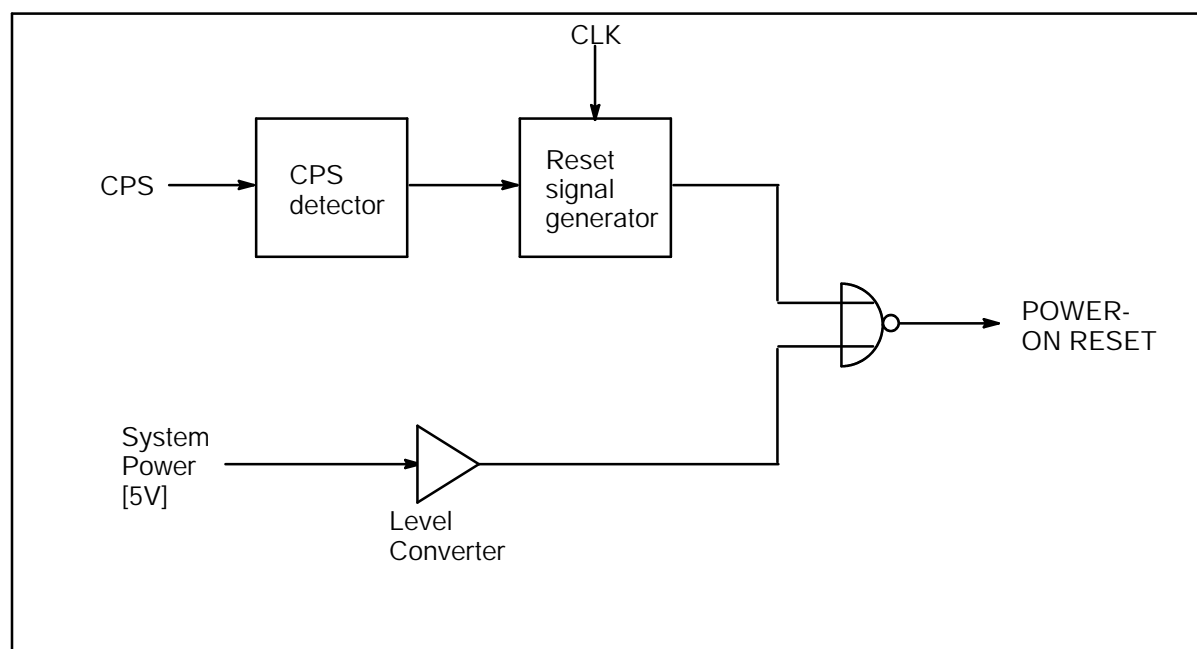 CLK
CPS
CPS
detector
Reset
signal
generator
POWER-
ON RESET
System
Power
[5V]
Level
Converter